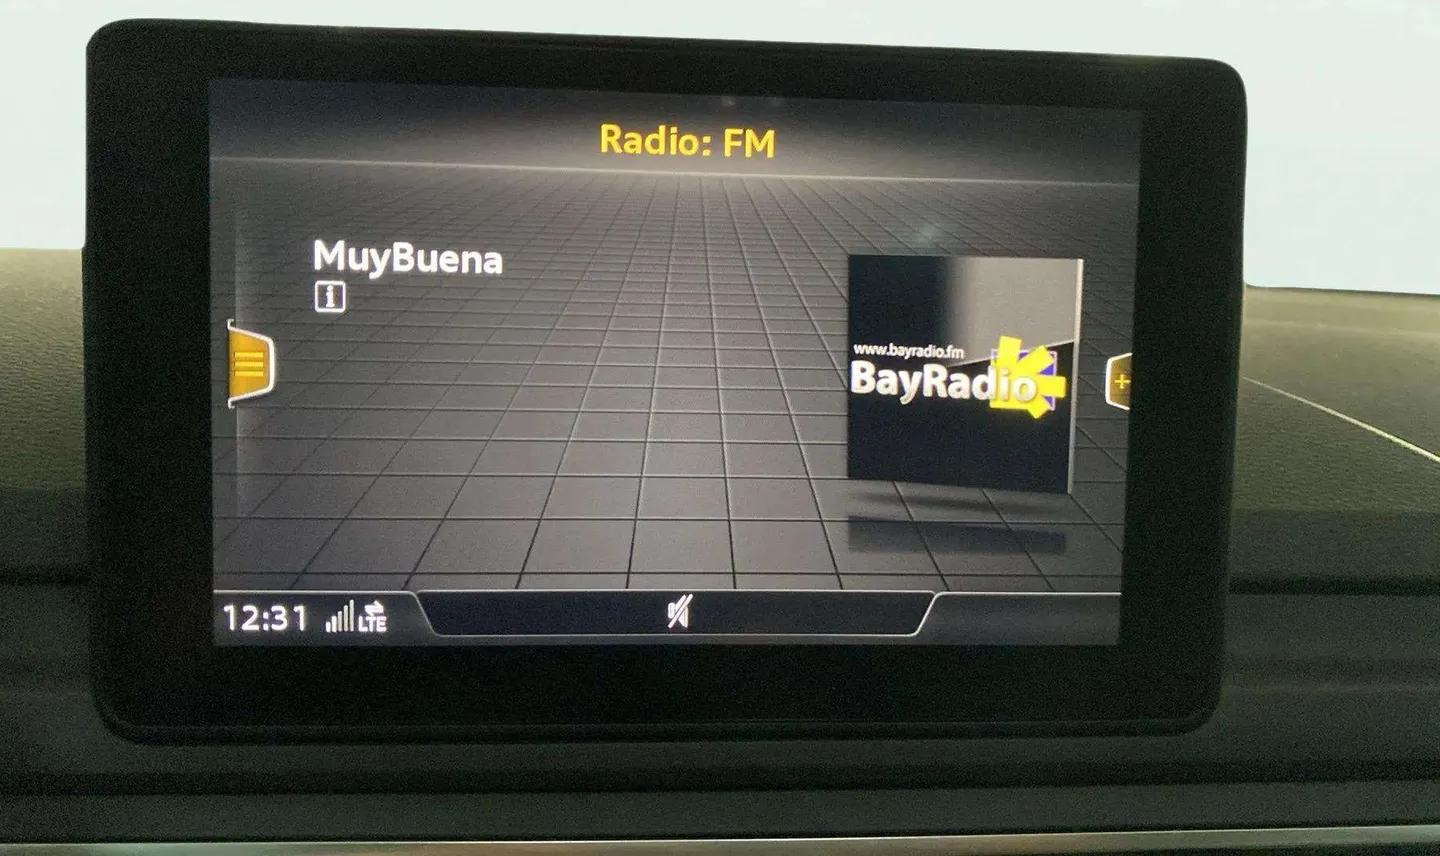 Radio: FM
MuyBuena
i
www.bayradio.fm
BayRadio
+
12:31 LTE